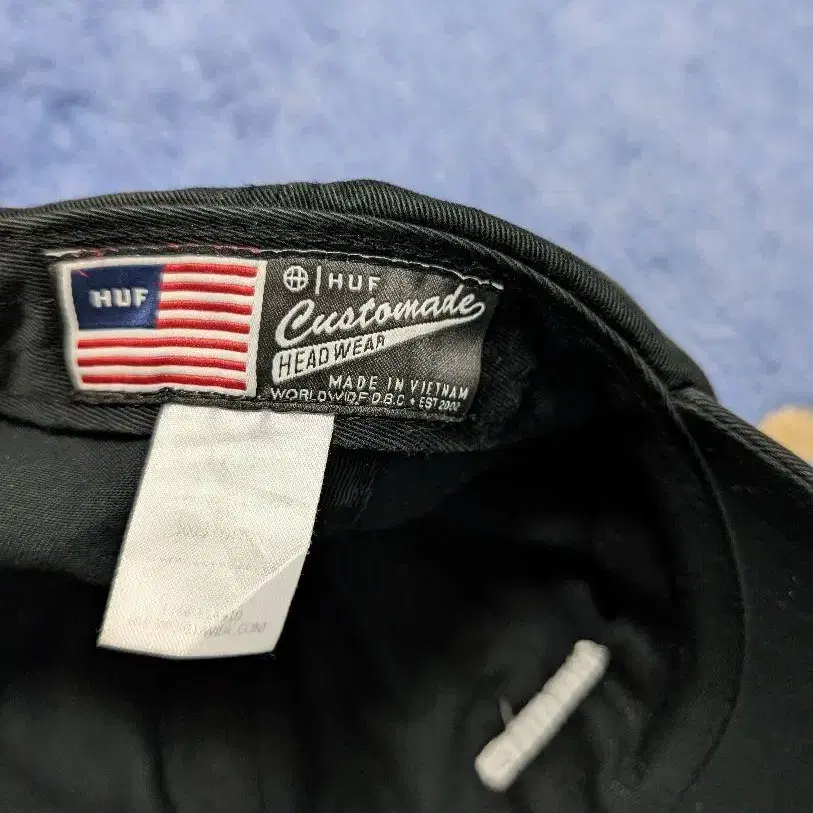 HUF
HUF
Customade
HEADWEAR
MADE IN VIETNAM
WORLDWIDE D.B.C • EST 2002